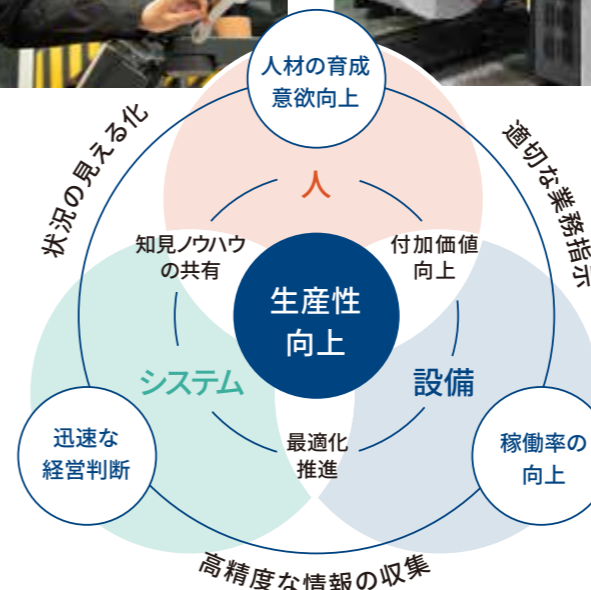 人材の育成
意欲向上
状況の見える化
適切な業務指示
人
知見ノウハウ
の共有
付加価値
向上
生産性
向上
システム
設備
迅速な
経営判断
最適化
推進
稼働率の
向上
高精度な情報の収集